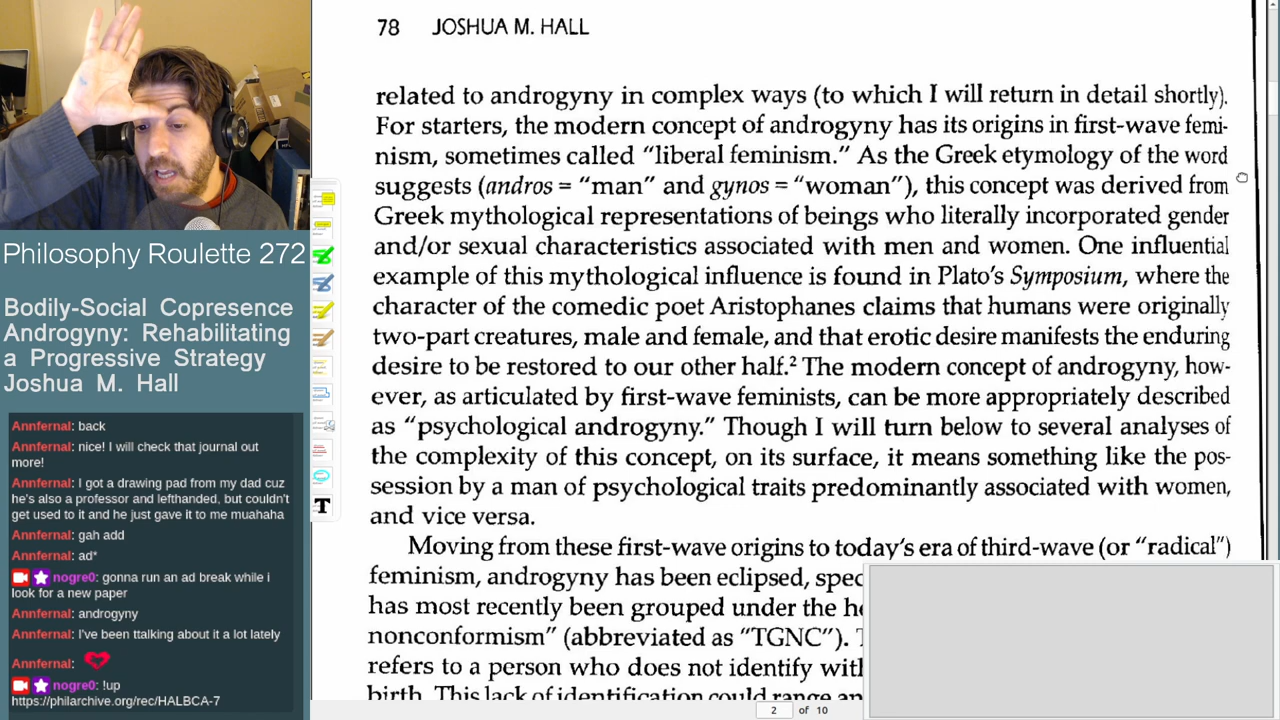 78 JOSHUA M. HALL
related to androgyny in complex ways (to which I will return in detail shortly).
For starters, the modern concept of androgyny has its origins in first-wave femi-
nism, sometimes called "liberal feminism." As the Greek etymology of the word
suggests (andros = "man" and gynos = "woman"), this concept was derived from
Greek mythological representations of beings who literally incorporated gender
and/or sexual characteristics associated with men and women. One influential
example of this mythological influence is found in Plato's Symposium, where the
character of the comedic poet Aristophanes claims that humans were originally
two-part creatures, male and female, and that erotic desire manifests the enduring
desire to be restored to our other half.² The modern concept of androgyny, how-
ever, as articulated by first-wave feminists, can be more appropriately described
as "psychological androgyny." Though I will turn below to several analyses of
the complexity of this concept, on its surface, it means something like the pos-
session by a man of psychological traits predominantly associated with women,
and vice versa.
Moving from these first-wave origins to today's era of third-wave (or "radical")
feminism, androgyny has been eclipsed, spec
has most recently been grouped under the he
nonconformism" (abbreviated as "TGNC").
refers to a person who does not identify with
birth. This lack of identification could range an
2 of 10
T
Philosophy Roulette 272
Bodily-Social Copresence
Androgyny: Rehabilitating
a Progressive Strategy
Joshua M. Hall
Annfernal: back
Annfernal: nice! I will check that journal out
more!
Annfernal: I got a drawing pad from my dad cuz
he's also a professor and lefthanded, but couldn't
get used to it and he just gave it to me muahaha
Annfernal: gah add
Annfernal: ad*
nogre0: gonna run an ad break while i
look for a new paper
Annfernal: androgyny
Annfernal: I've been ttalking about it a lot lately
Annfernal:
nogre0: !up
https://philarchive.org/rec/HALBCA-7